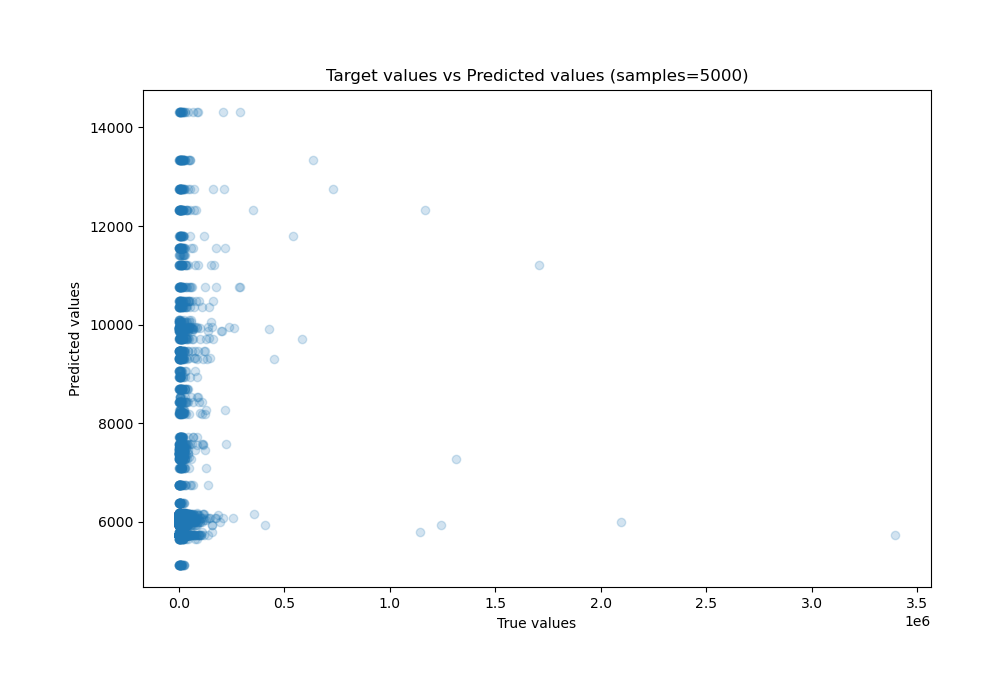 Target values vs Predicted values (samples=5000)
14000
12000
10000
8000
6000
Predicted values
0.0 0.5 1.0 1.5 2.0 2.5 3.0 3.5
1e6
True values